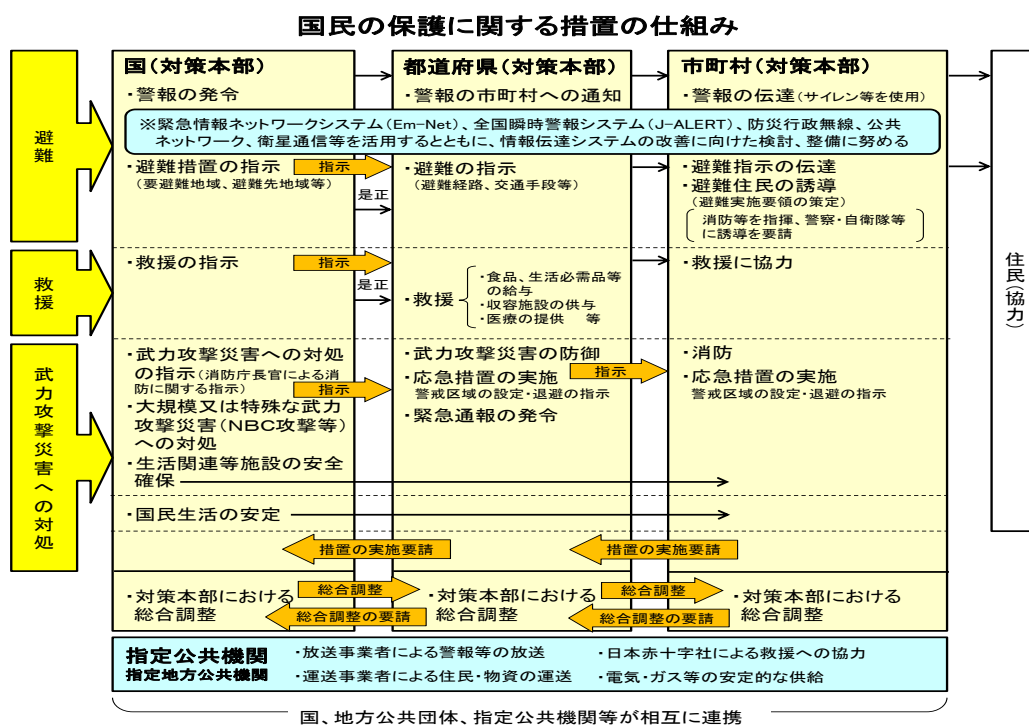 国民の保護に関する措置の仕組み
国(対策本部)
都道府県(対策本部)
市町村(対策本部)
・警報の発令
・警報の市町村への通知
・警報の伝達(サイレン等を使用)
※緊急情報ネットワークシステム(Em-Net)、全国瞬時警報システム(J-ALERT)、防災行政無線、公共
ネットワーク、衛星通信等を活用するとともに、情報伝達システムの改善に向けた検討、整備に努める
避難
・避難措置の指示
(要避難地域、避難先地域等)
指示
是正
・避難の指示
(避難経路、交通手段等)
・避難指示の伝達
・避難住民の誘導
(避難実施要領の策定)
消防等を指揮、警察・自衛隊等
に誘導を要請
救援
・救援の指示
指示
是正
・救援
・食品、生活必需品等
の給与
・収容施設の供与
・医療の提供 等
・救援に協力
住民(協力)
武力攻撃災害への対処
・武力攻撃災害への対処
の指示(消防庁長官による消
防に関する指示)
指示
・大規模又は特殊な武力
攻撃災害(NBC攻撃等)
への対処
・生活関連等施設の安全
確保
・武力攻撃災害の防御
・応急措置の実施
警戒区域の設定・退避の指示
・緊急通報の発令
指示
・消防
・応急措置の実施
警戒区域の設定・退避の指示
・国民生活の安定
措置の実施要請
措置の実施要請
・対策本部における
総合調整
総合調整
総合調整の要請
・対策本部における
総合調整
総合調整
総合調整の要請
・対策本部における
総合調整
指定公共機関
指定地方公共機関
・放送事業者による警報等の放送
・日本赤十字社による救援への協力
・運送事業者による住民・物資の運送
・電気・ガス等の安定的な供給
国、地方公共団体、指定公共機関等が相互に連携